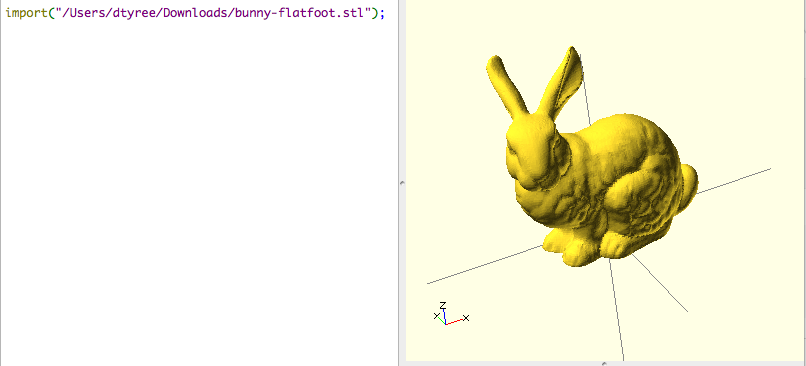 import("/Users/dtyree/Downloads/bunny-flatfoot.stl");
Z
Y
X